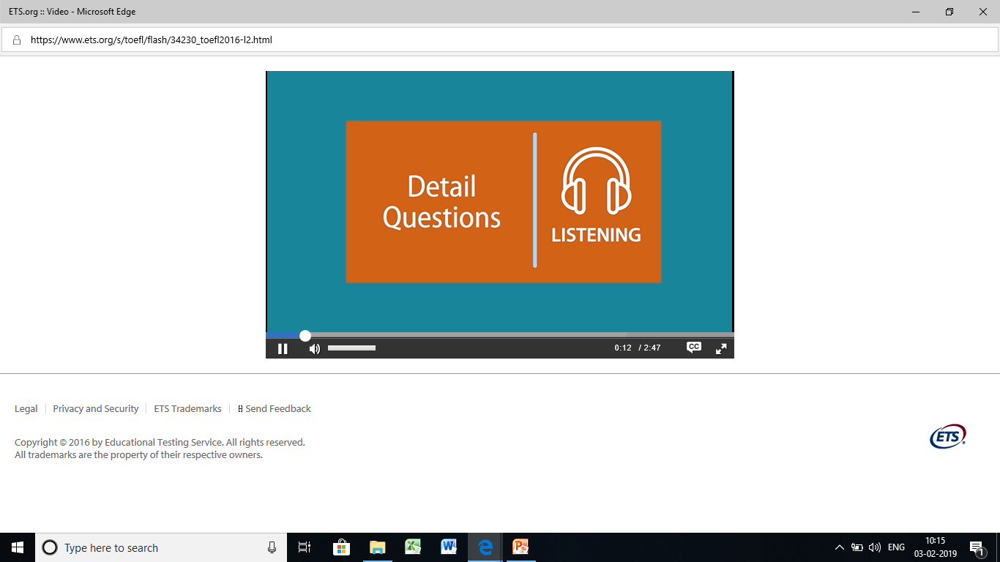 ETS.org :: Video - Microsoft Edge
https://www.ets.org/s/toefl/flash/34230_toefl2016-l2.html
Detail
Questions
LISTENING
0:12 / 2:47
CC
Legal Privacy and Security ETS Trademarks Send Feedback
Copyright © 2016 by Educational Testing Service. All rights reserved.
All trademarks are the property of their respective owners.
ETS®
Type here to search
ENG
10:15
03-02-2019
1